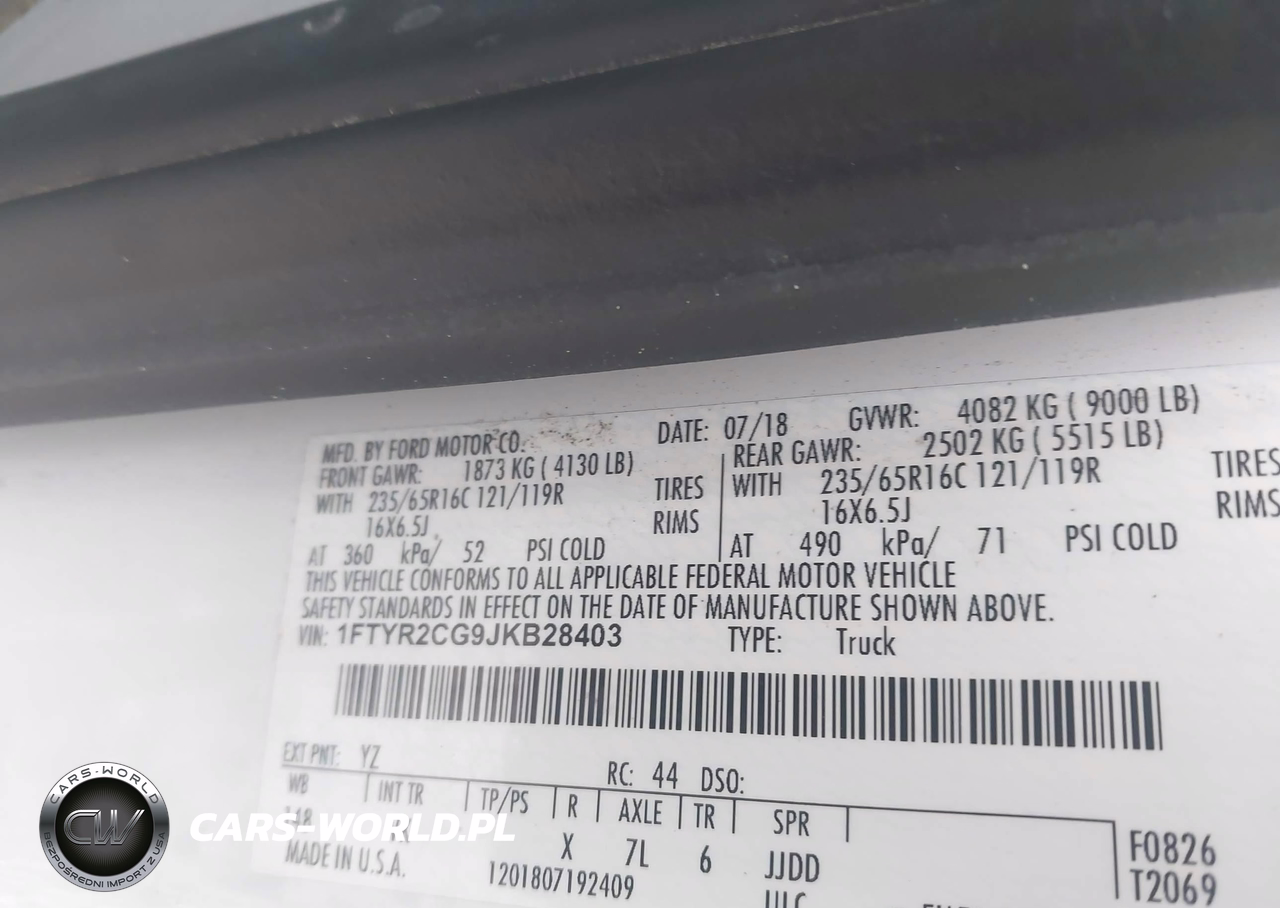 MFD. BY FORD MOTOR CO. DATE: 07/18 GVWR: 4082 KG ( 9000 LB)
FRONT GAWR: 1873 KG ( 4130 LB) REAR GAWR: 2502 KG ( 5515 LB)
WITH 235/65R16C 121/119R TIRES WITH 235/65R16C 121/119R TIRES
16X6.5J RIMS 16X6.5J RIMS
AT 360 kPa/ 52 PSI COLD AT 490 kPa/ 71 PSI COLD
THIS VEHICLE CONFORMS TO ALL APPLICABLE FEDERAL MOTOR VEHICLE
SAFETY STANDARDS IN EFFECT ON THE DATE OF MANUFACTURE SHOWN ABOVE.
VIN: 1FTYR2CG9JKB28403 TYPE: Truck
EXT PNT: YZ RC: 44 DSO:
WB INT TR TP/PS R AXLE TR SPR
X 7L 6 JJDD F0826
MADE IN U.S.A. 1201807192409 T2069
CARS-WORLD
CW
BEZPOŚREDNI IMPORT Z USA
CARS-WORLD.PL